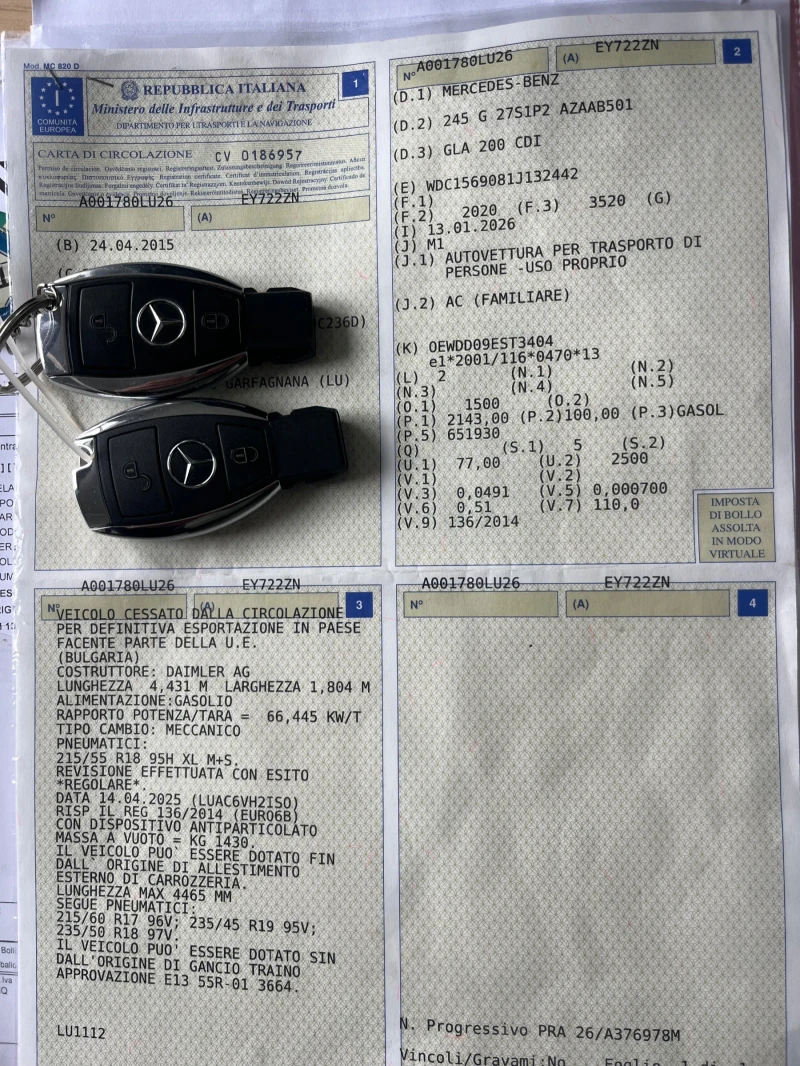 Mod. MC 820 D
COMUNITÀ
EUROPEA
I
REPUBBLICA ITALIANA
Ministero delle Infrastrutture e dei Trasporti
DIPARTIMENTO PER I TRASPORTI E LA NAVIGAZIONE
1
CARTA DI CIRCOLAZIONE CV 0186957
A001780LU26 EY722ZN
N° (A)
(B) 24.04.2015
(C
C236D)
GARFAGNANA (LU)
A001780LU26 EY722ZN
N° (A) 2
(D.1) MERCEDES-BENZ
(D.2) 245 G 27S1P2 AZAAB501
(D.3) GLA 200 CDI
(E) WDC1569081J132442
(F.1)
(F.2) 2020 (F.3) 3520 (G)
(I) 13.01.2026
(J) M1
(J.1) AUTOVETTURA PER TRASPORTO DI
PERSONE -USO PROPRIO
(J.2) AC (FAMILIARE)
(K) OEWDD09EST3404
e1*2001/116*0470*13
(L) 2 (N.1) (N.2)
(N.3) (N.4) (N.5)
(O.1) 1500 (O.2)
(P.1) 2143,00 (P.2)100,00 (P.3)GASOL
(P.5) 651930
(Q) (S.1) 5 (S.2)
(U.1) 77,00 (U.2) 2500
(V.1) (V.2)
(V.3) 0,0491 (V.5) 0,000700
(V.6) 0,51 (V.7) 110,0
(V.9) 136/2014
IMPOSTA
DI BOLLO
ASSOLTA
IN MODO
VIRTUALE
A001780LU26 EY722ZN
N° (A) 3
VEICOLO CESSATO DALLA CIRCOLAZIONE
PER DEFINITIVA ESPORTAZIONE IN PAESE
FACENTE PARTE DELLA U.E.
(BULGARIA)
COSTRUTTORE: DAIMLER AG
LUNGHEZZA 4,431 M LARGHEZZA 1,804 M
ALIMENTAZIONE:GASOLIO
RAPPORTO POTENZA/TARA = 66,445 KW/T
TIPO CAMBIO: MECCANICO
PNEUMATICI:
215/55 R18 95H XL M+S.
REVISIONE EFFETTUATA CON ESITO
*REGOLARE*.
DATA 14.04.2025 (LUAC6VH2ISO)
RISP IL REG 136/2014 (EURO6B)
CON DISPOSITIVO ANTIPARTICOLATO
MASSA A VUOTO = KG 1430.
IL VEICOLO PUO` ESSERE DOTATO FIN
DALL` ORIGINE DI ALLESTIMENTO
ESTERNO DI CARROZZERIA.
LUNGHEZZA MAX 4465 MM
SEGUE PNEUMATICI:
215/60 R17 96V; 235/45 R19 95V;
235/50 R18 97V.
IL VEICOLO PUO' ESSERE DOTATO SIN
DALL'ORIGINE DI GANCIO TRAINO
APPROVAZIONE E13 55R-01 3664.
LU1112
A001780LU26 EY722ZN
N° (A) 4
N. Progressivo PRA 26/A376978M
Vincoli/Gravami:No